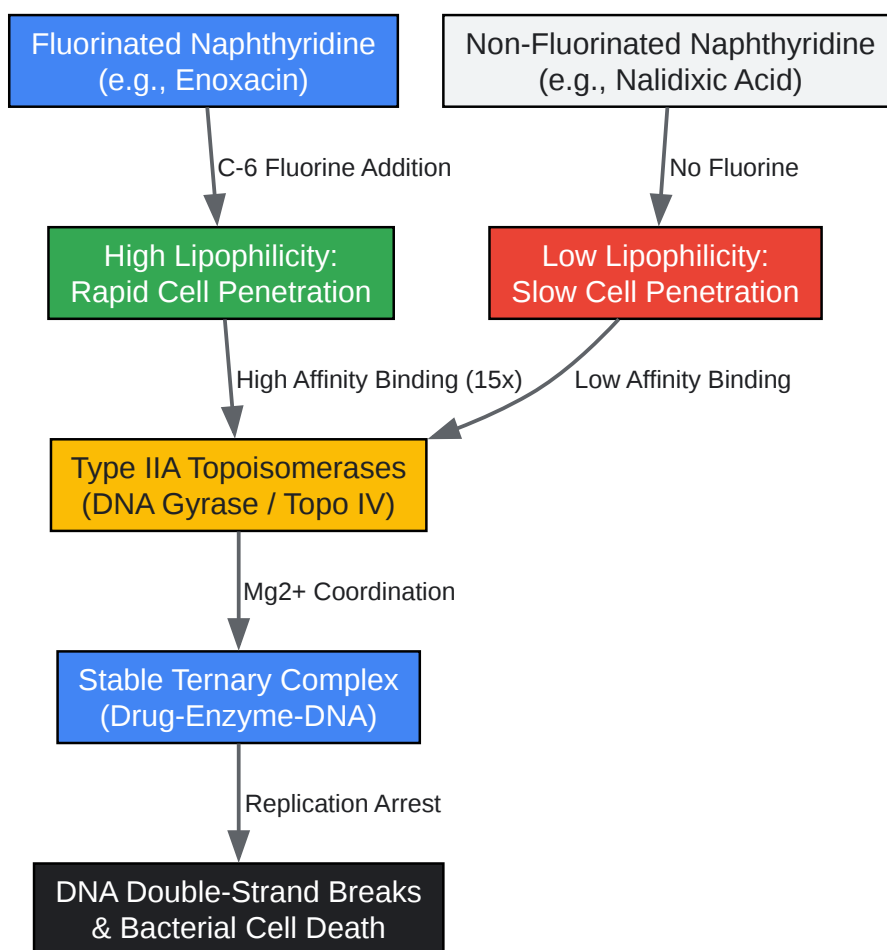 Fluorinated Naphthyridine
(e.g., Enoxacin)
Non-Fluorinated Naphthyridine
(e.g., Nalidixic Acid)
C-6 Fluorine Addition
No Fluorine
High Lipophilicity:
Rapid Cell Penetration
Low Lipophilicity:
Slow Cell Penetration
High Affinity Binding (15x)
Low Affinity Binding
Type IIA Topoisomerases
(DNA Gyrase / Topo IV)
Mg2+ Coordination
Stable Ternary Complex
(Drug-Enzyme-DNA)
Replication Arrest
DNA Double-Strand Breaks
& Bacterial Cell Death